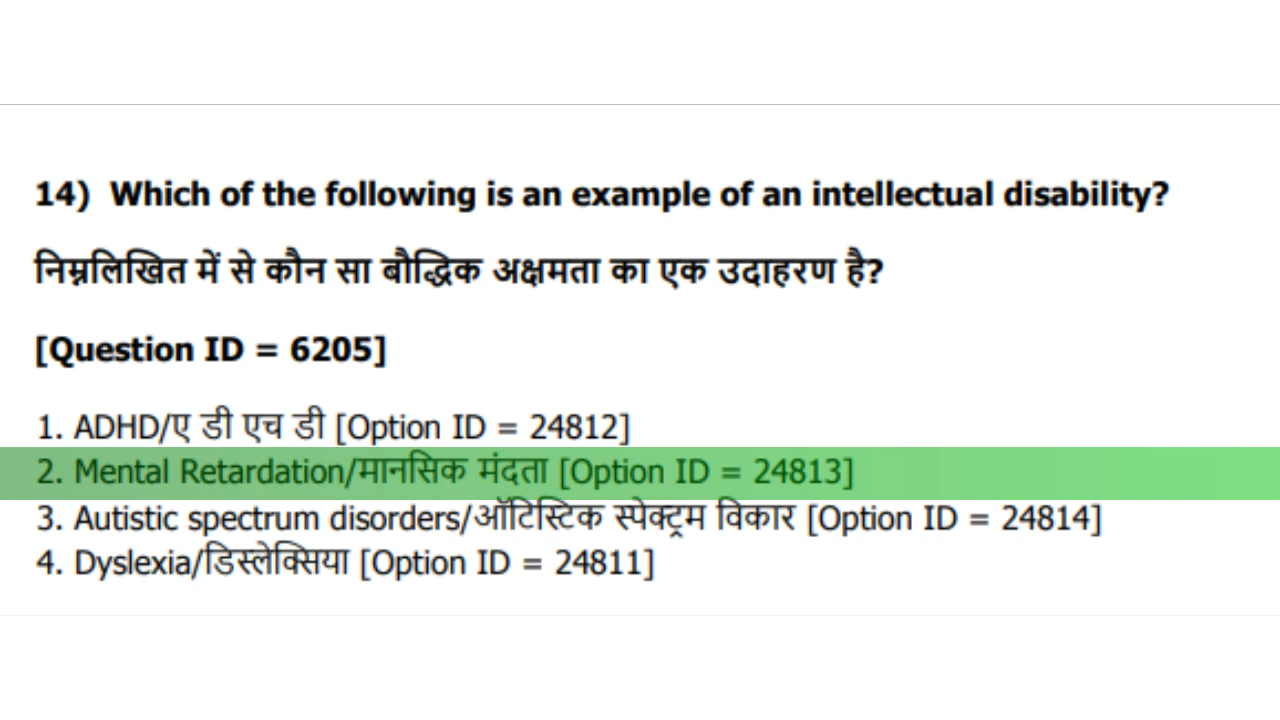 14) Which of the following is an example of an intellectual disability?
निम्नलिखित में से कौन सा बौद्धिक अक्षमता का एक उदाहरण है?
[Question ID = 6205]
1. ADHD/ए डी एच डी [Option ID = 24812]
2. Mental Retardation/मानसिक मंदता [Option ID = 24813]
3. Autistic spectrum disorders/ऑटिस्टिक स्पेक्ट्रम विकार [Option ID = 24814]
4. Dyslexia/डिस्लेक्सिया [Option ID = 24811]